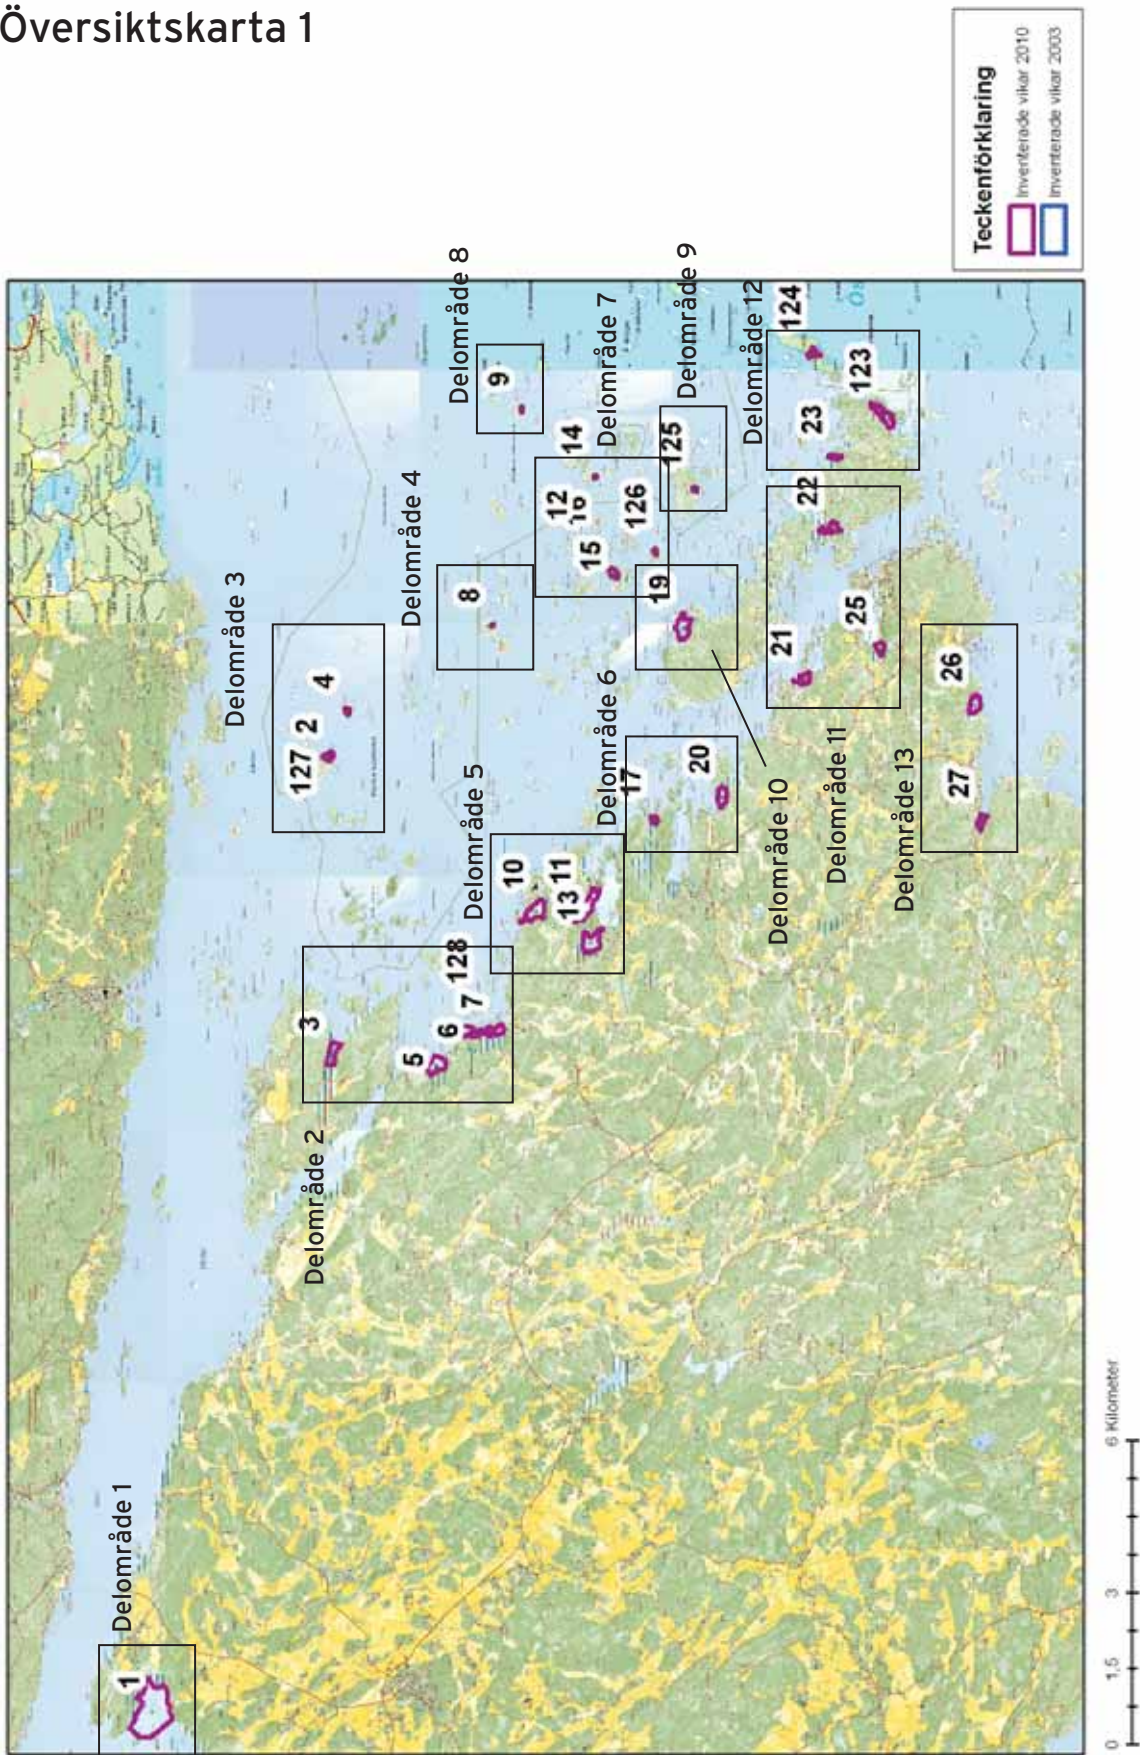 Översiktskarta 1
Teckenförklaring
Inventerade vikar 2010
Inventerade vikar 2003
Delområde 1
1
Delområde 2
3
5
6
7
128
Delområde 3
127
2
4
Delområde 4
8
Delområde 5
10
11
13
Delområde 6
17
20
Delområde 7
12
16
14
15
126
Delområde 8
9
Delområde 9
125
Delområde 10
19
Delområde 11
21
22
25
Delområde 12
23
123
124
Delområde 13
26
27
0
1,5
3
6 Kilometer